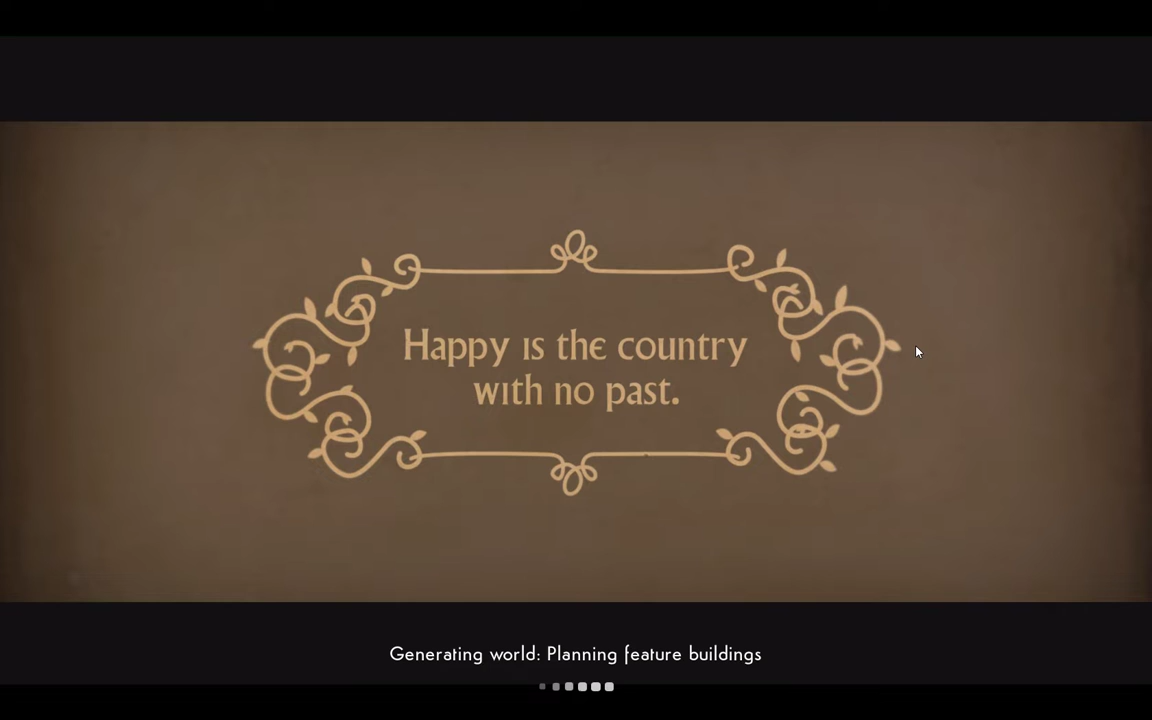 Happy is the country
with no past.
Generating world: Planning feature buildings